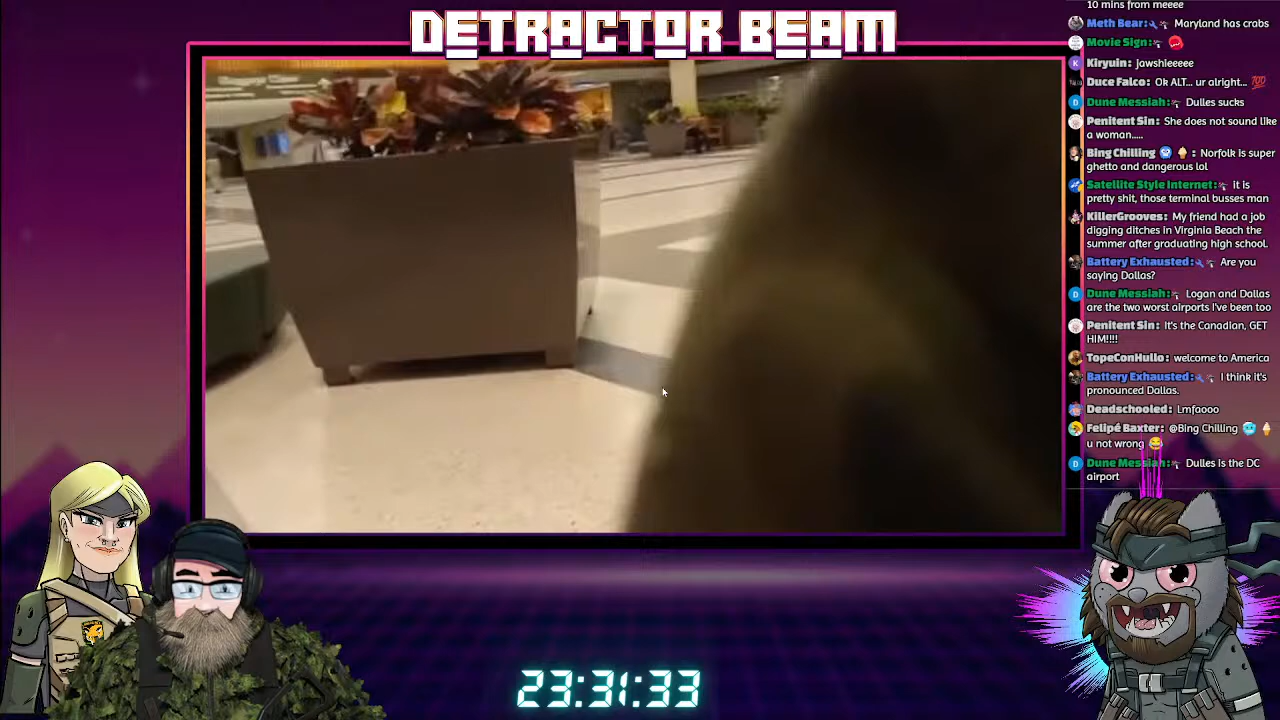 DETRACTOR BEAM
10 mins from meeee
Meth Bear: Maryland has crabs
Movie Sign:
Kiryuin: jawshieeeee
Duce Falco: Ok ALT... ur alright... 100
Dune Messiah: Dulles sucks
Penitent Sin: She does not sound like
a woman.....
Bing Chilling : Norfolk is super
ghetto and dangerous lol
Satellite Style Internet: it is
pretty shit, those terminal busses man
KillerGrooves: My friend had a job
digging ditches in Virginia Beach the
summer after graduating high school.
Battery Exhausted: Are you
saying Dallas?
Dune Messiah: Logan and Dallas
are the two worst airports I've been too
Penitent Sin: It's the Canadian, GET
HIM!!!!
TopeConHullo: welcome to America
Battery Exhausted: I think it's
pronounced Dallas.
Deadschooled: Lmfaooo
Felipé Baxter: @Bing Chilling
u not wrong
Dune Messiah: Dulles is the DC
airport
23:31:33